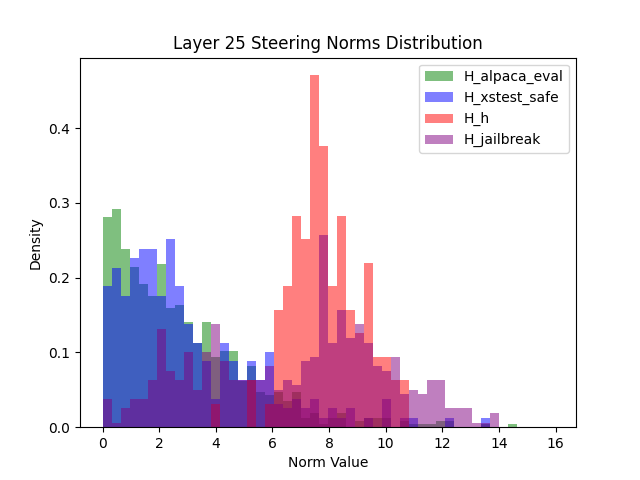 Layer 25 Steering Norms Distribution
H_alpaca_eval
H_xstest_safe
H_h
H_jailbreak
Density
0.4
0.3
0.2
0.1
0.0
0 2 4 6 8 10 12 14 16
Norm Value